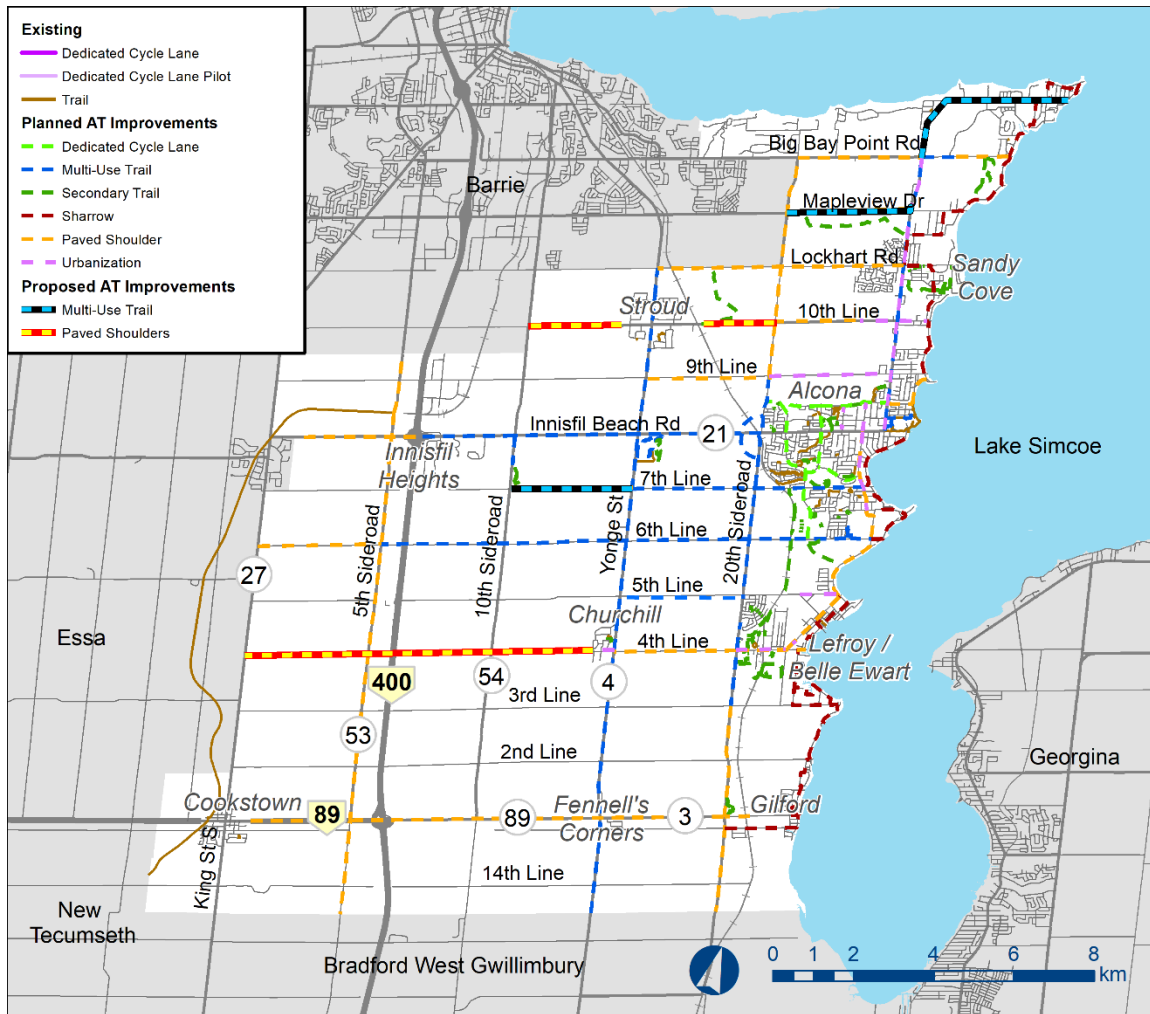 Existing
Dedicated Cycle Lane
Dedicated Cycle Lane Pilot
Trail
Planned AT Improvements
Dedicated Cycle Lane
Multi-Use Trail
Secondary Trail
Sharrow
Paved Shoulder
Urbanization
Proposed AT Improvements
Multi-Use Trail
Paved Shoulders
Big Bay Point Rd
Barrie
Mapleview Dr
Lockhart Rd
Sandy
Cove
Stroud
10th Line
9th Line
Alcona
Innisfil Beach Rd
21
Innisfil
Heights
Lake Simcoe
7th Line
5th Sideroad
10th Sideroad
Yonge St
20th Sideroad
6th Line
27
5th Line
Churchill
Essa
4th Line
Lefroy /
Belle Ewart
400
54
4
3rd Line
53
2nd Line
Georgina
Cookstown
89
89
Fennell's
Corners
3
Gilford
King St S
14th Line
New
Tecumseth
Bradford West Gwillimbury
0 1 2 4 6 8
km